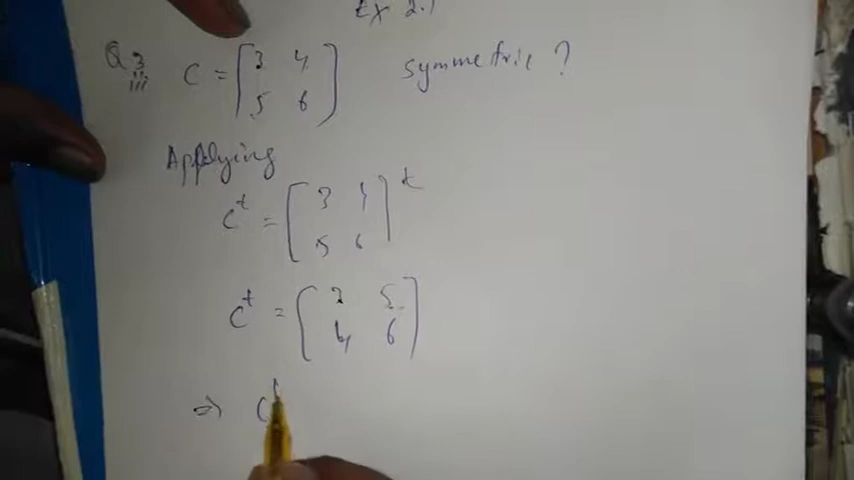 Ex 2.1
Q3 iii C = [3 4 Symmetric ?
5 6]
Applying
C^t = [3 4
5 6]^t
C^t = [3 5
4 6]
⇒ C